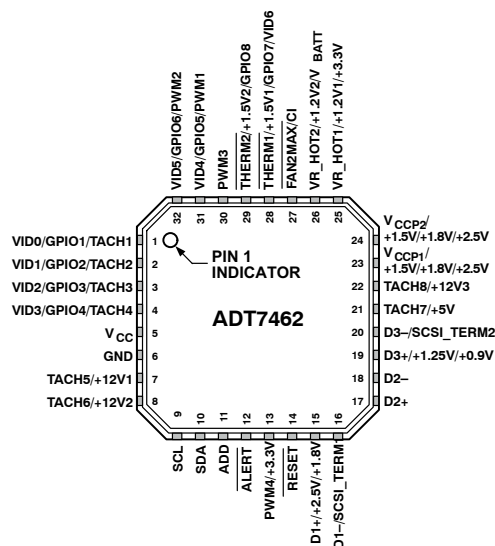 VID5/GPIO6/PWM2
VID4/GPIO5/PWM1
PWM3
THERM2/+1.5V2/GPIO8
THERM1/+1.5V1/GPIO7/VID6
FAN2MAX/CI
VR_HOT2/+1.2V2/VBATT
VR_HOT1/+1.2V1/+3.3V
32 31 30 29 28 27 26 25
VID0/GPIO1/TACH1 1
VID1/GPIO2/TACH2 2
VID2/GPIO3/TACH3 3
VID3/GPIO4/TACH4 4
VCC 5
GND 6
TACH5/+12V1 7
TACH6/+12V2 8
PIN 1
INDICATOR
ADT7462
24 VCCP2/
+1.5V/+1.8V/+2.5V
23 VCCP1/
+1.5V/+1.8V/+2.5V
22 TACH8/+12V3
21 TACH7/+5V
20 D3–/SCSI_TERM2
19 D3+/+1.25V/+0.9V
18 D2–
17 D2+
9 10 11 12 13 14 15 16
SCL
SDA
ADD
ALERT
PWM4/+3.3V
RESET
D1+/+2.5V/+1.8V
D1–/SCSI_TERM1